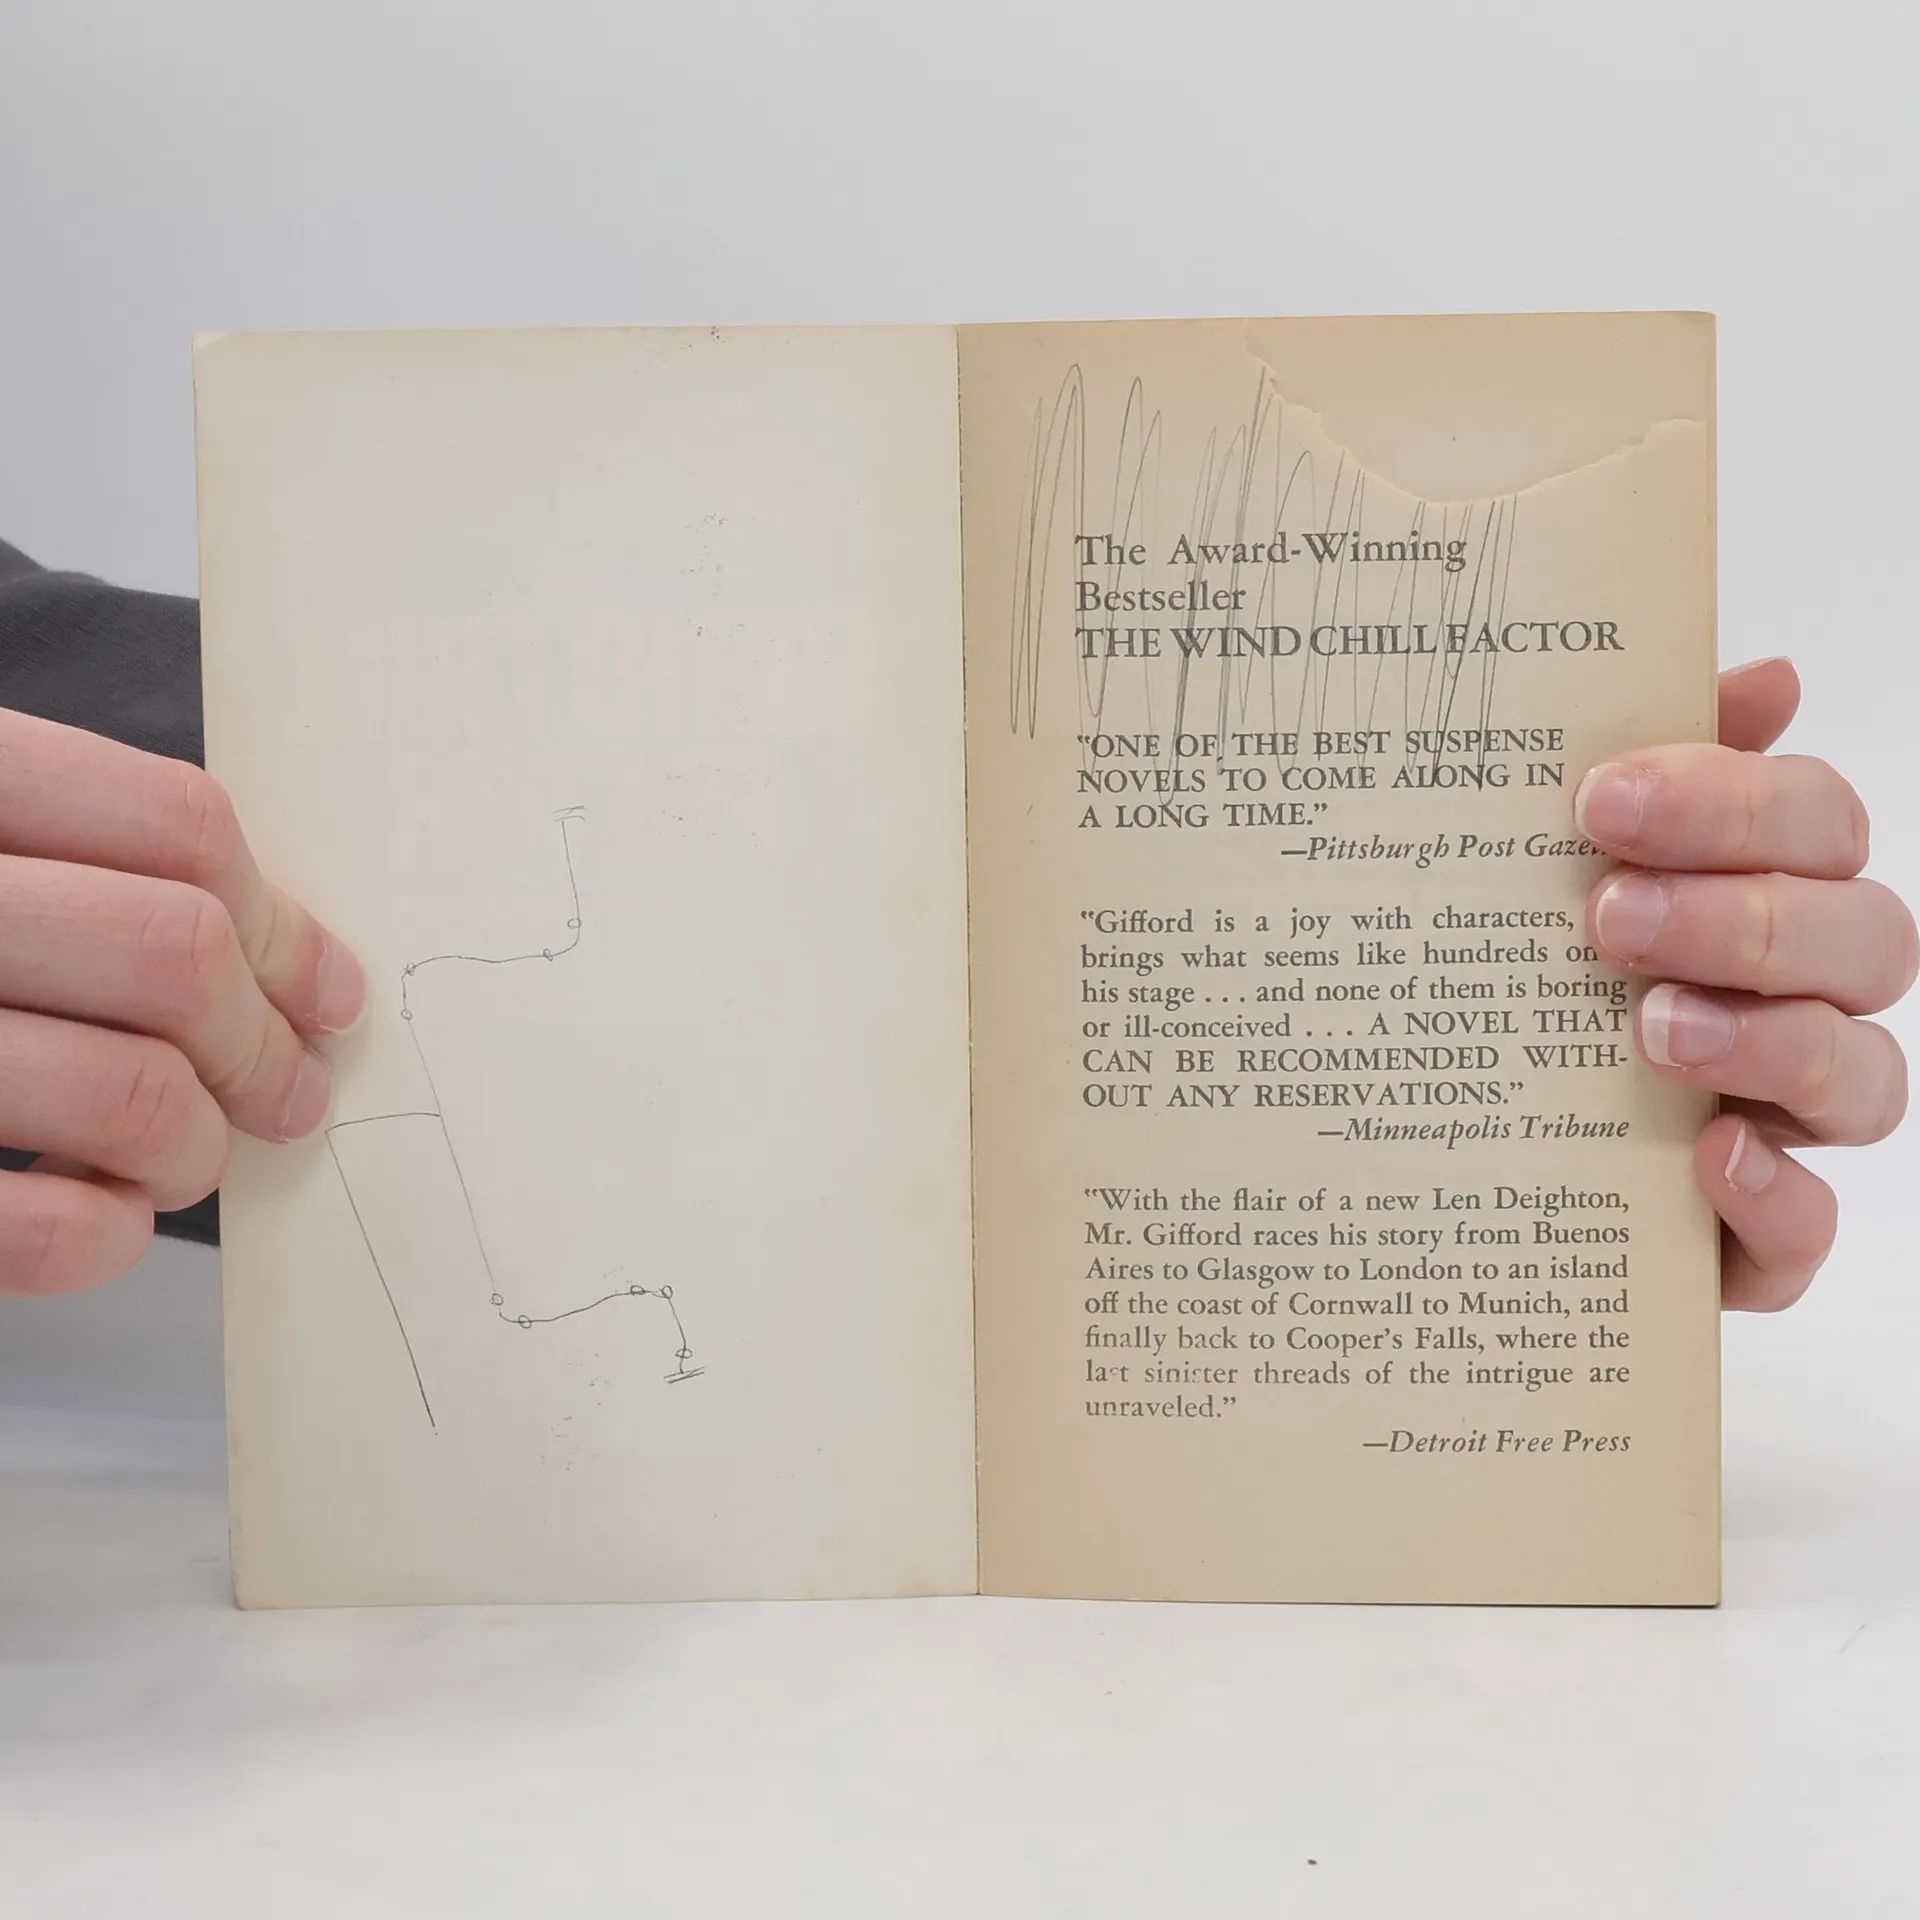 The Award-Winning
Bestseller
THE WIND CHILL FACTOR
“ONE OF THE BEST SUSPENSE
NOVELS TO COME ALONG IN
A LONG TIME.”
—Pittsburgh Post
“Gifford is a joy with characters,
brings what seems like hundreds
his stage . . . and none of them is boring
or ill-conceived . . . A NOVEL THAT
CAN BE RECOMMENDED WITH-
OUT ANY RESERVATIONS.”
—Minneapolis Tribune
“With the flair of a new Len Deighton,
Mr. Gifford races his story from Buenos
Aires to Glasgow to London to an island
off the coast of Cornwall to Munich, and
finally back to Cooper’s Falls, where the
last sinister threads of the intrigue are
unraveled.”
—Detroit Free Press